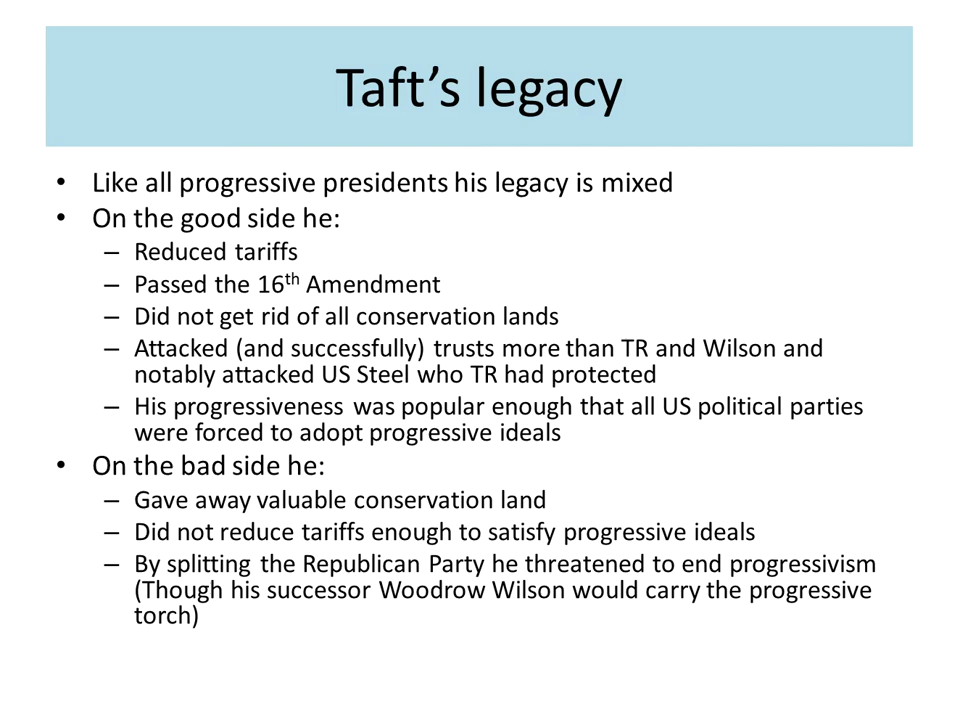 Taft’s legacy
• Like all progressive presidents his legacy is mixed
• On the good side he:
– Reduced tariffs
– Passed the 16th Amendment
– Did not get rid of all conservation lands
– Attacked (and successfully) trusts more than TR and Wilson and
notably attacked US Steel who TR had protected
– His progressiveness was popular enough that all US political parties
were forced to adopt progressive ideals
• On the bad side he:
– Gave away valuable conservation land
– Did not reduce tariffs enough to satisfy progressive ideals
– By splitting the Republican Party he threatened to end progressivism
(Though his successor Woodrow Wilson would carry the progressive
torch)